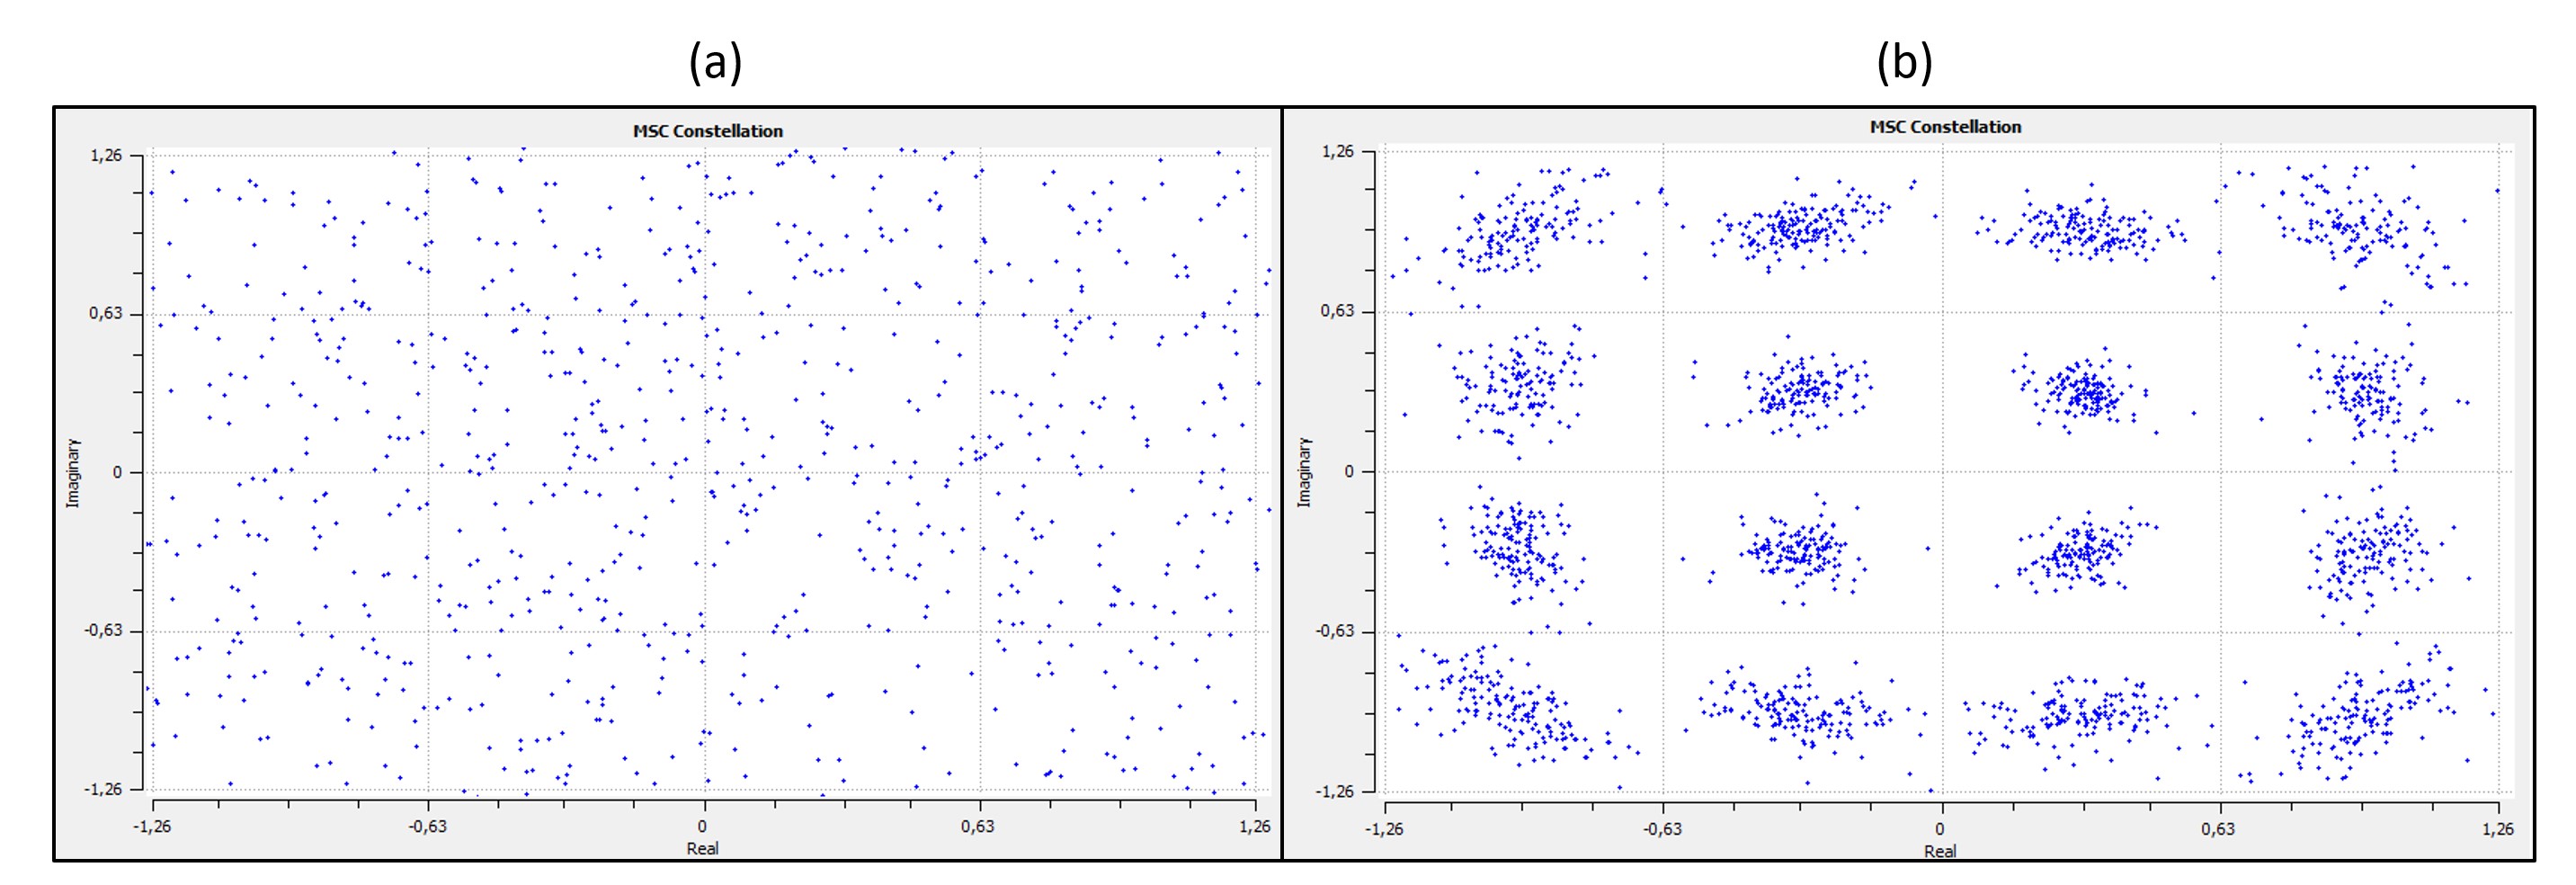 (a)
MSC Constellation
1,26
0,63
0
-0,63
-1,26
Imaginary
-1,26 -0,63 0 0,63 1,26
Real
(b)
MSC Constellation
1,26
0,63
0
-0,63
-1,26
Imaginary
-1,26 -0,63 0 0,63 1,26
Real